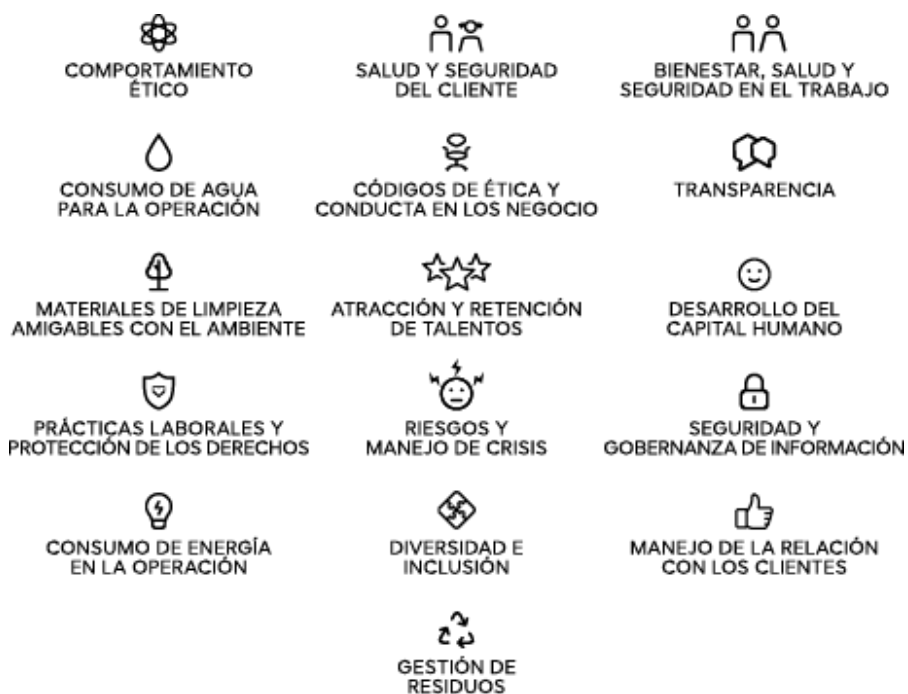 COMPORTAMIENTO
ÉTICO
SALUD Y SEGURIDAD
DEL CLIENTE
BIENESTAR, SALUD Y
SEGURIDAD EN EL TRABAJO
CONSUMO DE AGUA
PARA LA OPERACIÓN
CÓDIGOS DE ÉTICA Y
CONDUCTA EN LOS NEGOCIO
TRANSPARENCIA
MATERIALES DE LIMPIEZA
AMIGABLES CON EL AMBIENTE
ATRACCIÓN Y RETENCIÓN
DE TALENTOS
DESARROLLO DEL
CAPITAL HUMANO
PRÁCTICAS LABORALES Y
PROTECCIÓN DE LOS DERECHOS
RIESGOS Y
MANEJO DE CRISIS
SEGURIDAD Y
GOBERNANZA DE INFORMACIÓN
CONSUMO DE ENERGÍA
EN LA OPERACIÓN
DIVERSIDAD E
INCLUSIÓN
MANEJO DE LA RELACIÓN
CON LOS CLIENTES
GESTIÓN DE
RESIDUOS